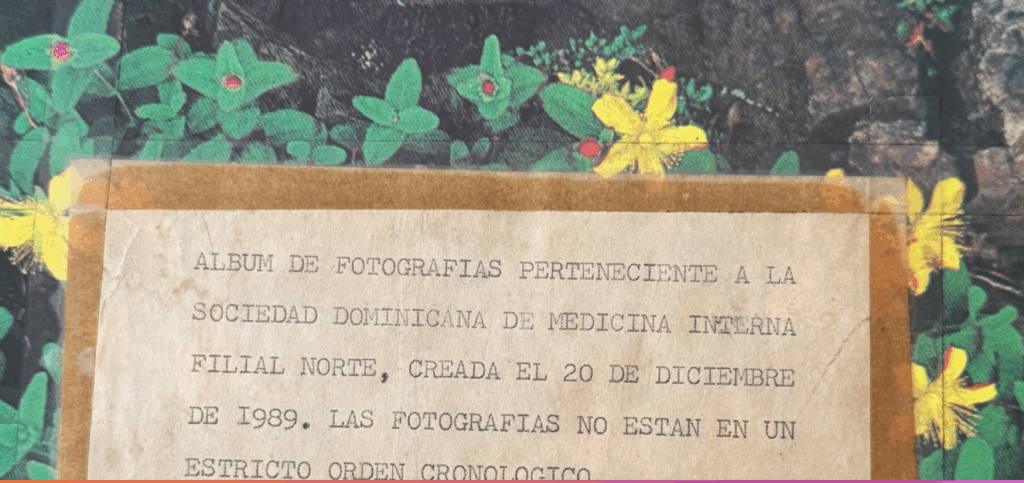 ALBUM DE FOTOGRAFIAS PERTENECIENTE A LA
SOCIEDAD DOMINICANA DE MEDICINA INTERNA
FILIAL NORTE, CREADA EL 20 DE DICIEMBRE
DE 1989. LAS FOTOGRAFIAS NO ESTAN EN UN
ESTRICTO ORDEN CRONOLOGICO